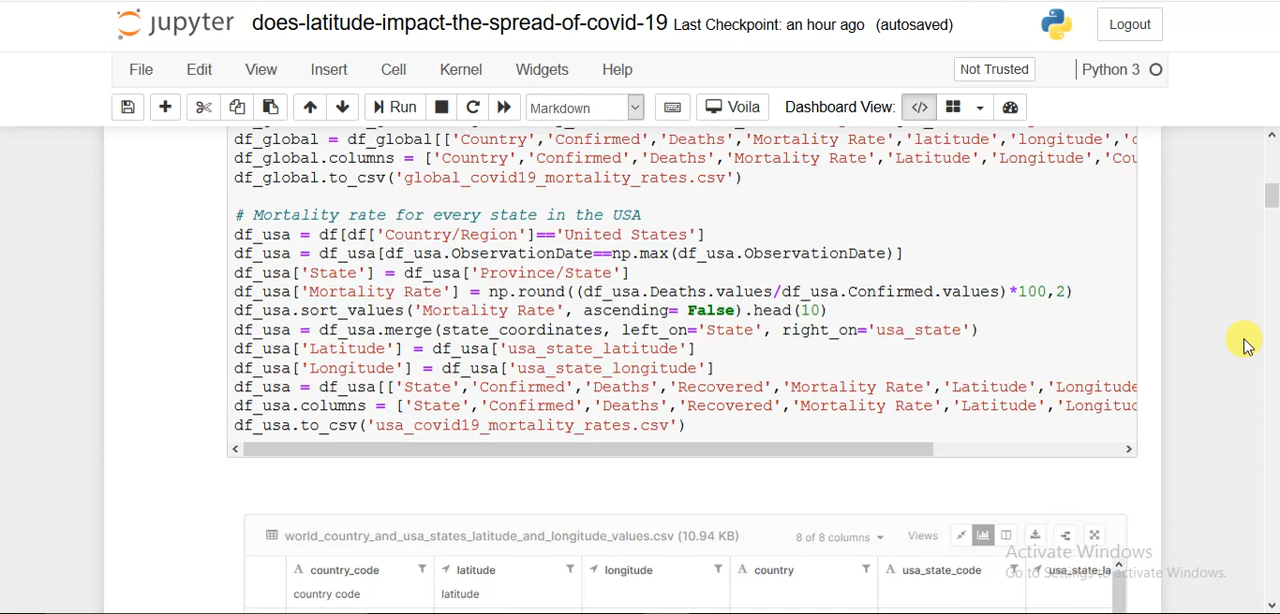 jupyter does-latitude-impact-the-spread-of-covid-19 Last Checkpoint: an hour ago (autosaved) Logout
File Edit View Insert Cell Kernel Widgets Help Not Trusted Python 3
Run Markdown Voila Dashboard View:
df_global = df_global[['Country','Confirmed','Deaths','Mortality Rate','latitude','longitude','c
df_global.columns = ['Country','Confirmed','Deaths','Mortality Rate','Latitude','Longitude','Cou
df_global.to_csv('global_covid19_mortality_rates.csv')
# Mortality rate for every state in the USA
df_usa = df[df['Country/Region']=='United States']
df_usa = df_usa[df_usa.ObservationDate==np.max(df_usa.ObservationDate)]
df_usa['State'] = df_usa['Province/State']
df_usa['Mortality Rate'] = np.round((df_usa.Deaths.values/df_usa.Confirmed.values)*100,2)
df_usa.sort_values('Mortality Rate', ascending= False).head(10)
df_usa = df_usa.merge(state_coordinates, left_on='State', right_on='usa_state')
df_usa['Latitude'] = df_usa['usa_state_latitude']
df_usa['Longitude'] = df_usa['usa_state_longitude']
df_usa = df_usa[['State','Confirmed','Deaths','Recovered','Mortality Rate','Latitude','Longitude
df_usa.columns = ['State','Confirmed','Deaths','Recovered','Mortality Rate','Latitude','Longituc
df_usa.to_csv('usa_covid19_mortality_rates.csv')
world_country_and_usa_states_latitude_and_longitude_values.csv (10.94 KB) 8 of 8 columns Views
Activate Windows
A country_code latitude longitude A country A usa_state_code usa_state_la
Go to Settings to activate Windows.
country code latitude